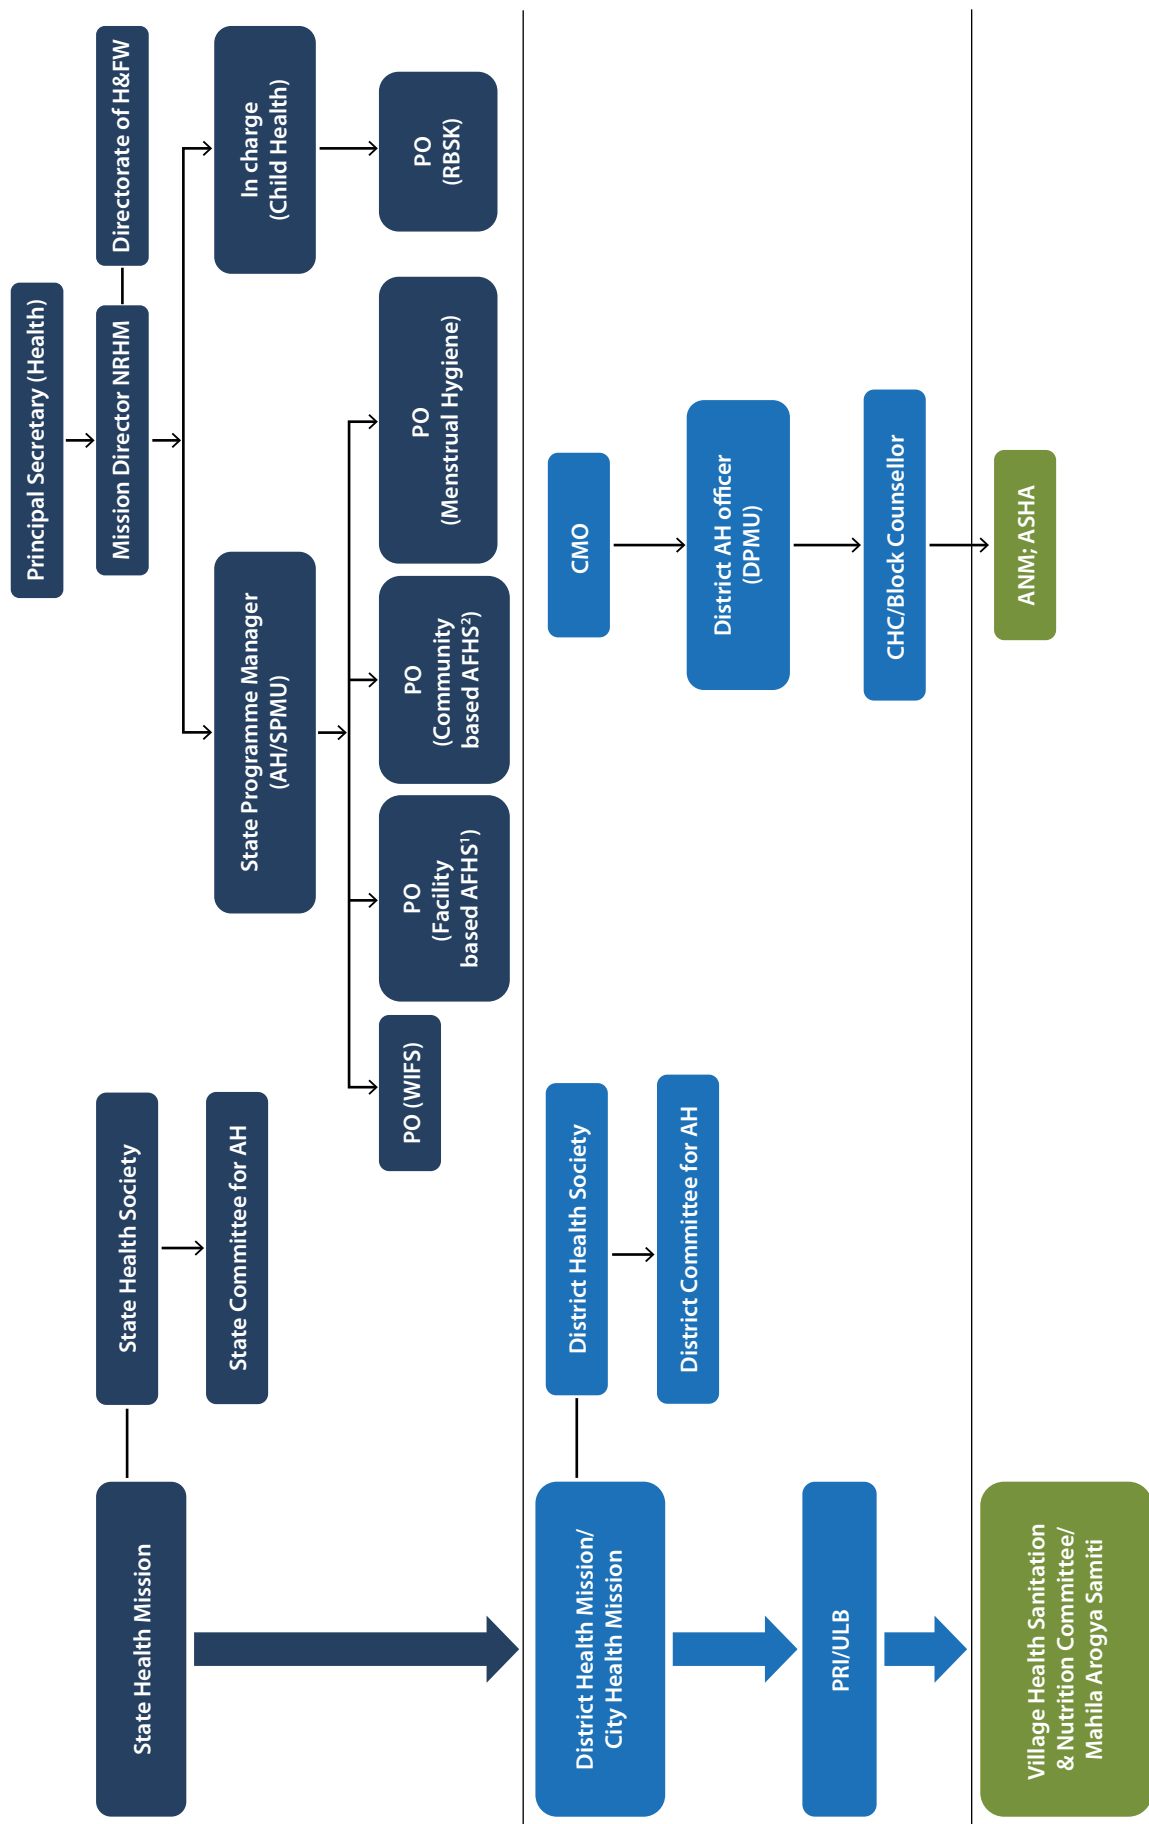 Principal Secretary (Health)
State Health Mission
State Health Society
Mission Director NRHM
Directorate of H&FW
State Committee for AH
State Programme Manager
(AH/SPMU)
In charge
(Child Health)
PO (WIFS)
PO
(Facility
based AFHS¹)
PO
(Community
based AFHS²)
PO
(Menstrual Hygiene)
PO
(RBSK)
District Health Mission/
City Health Mission
District Health Society
CMO
District Committee for AH
District AH officer
(DPMU)
PRI/ULB
CHC/Block Counsellor
Village Health Sanitation
& Nutrition Committee/
Mahila Arogya Samiti
ANM; ASHA